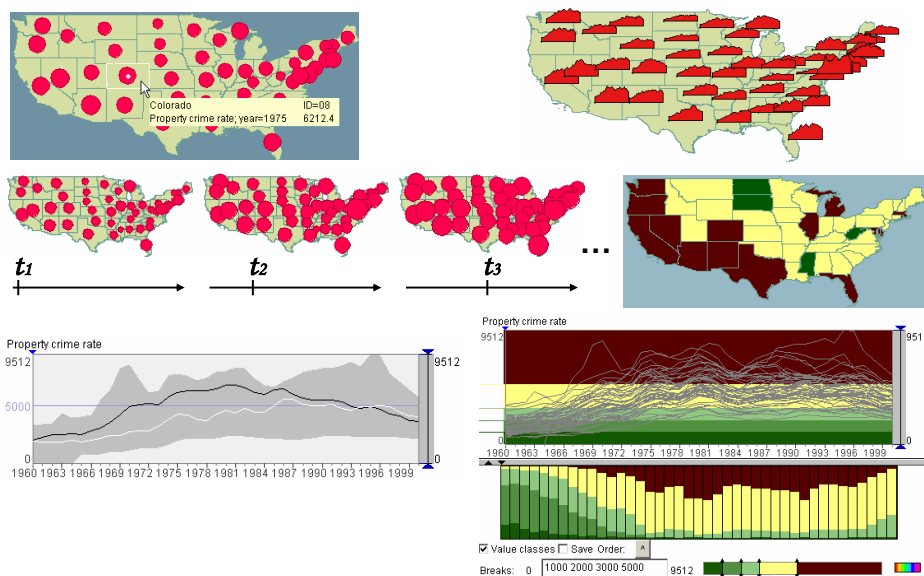 Colorado ID=08
Property crime rate; year=1975 6212.4
t1
t2
t3
...
Property crime rate
9512
9512
5000
0
0
1960 1963 1966 1969 1972 1975 1978 1981 1984 1987 1990 1993 1996 1999
Property crime rate
9512
951
0
0
1960 1963 1966 1969 1972 1975 1978 1981 1984 1987 1990 1993 1996 1999
Value classes Save Order: ^
Breaks: 0 1000 2000 3000 5000 9512